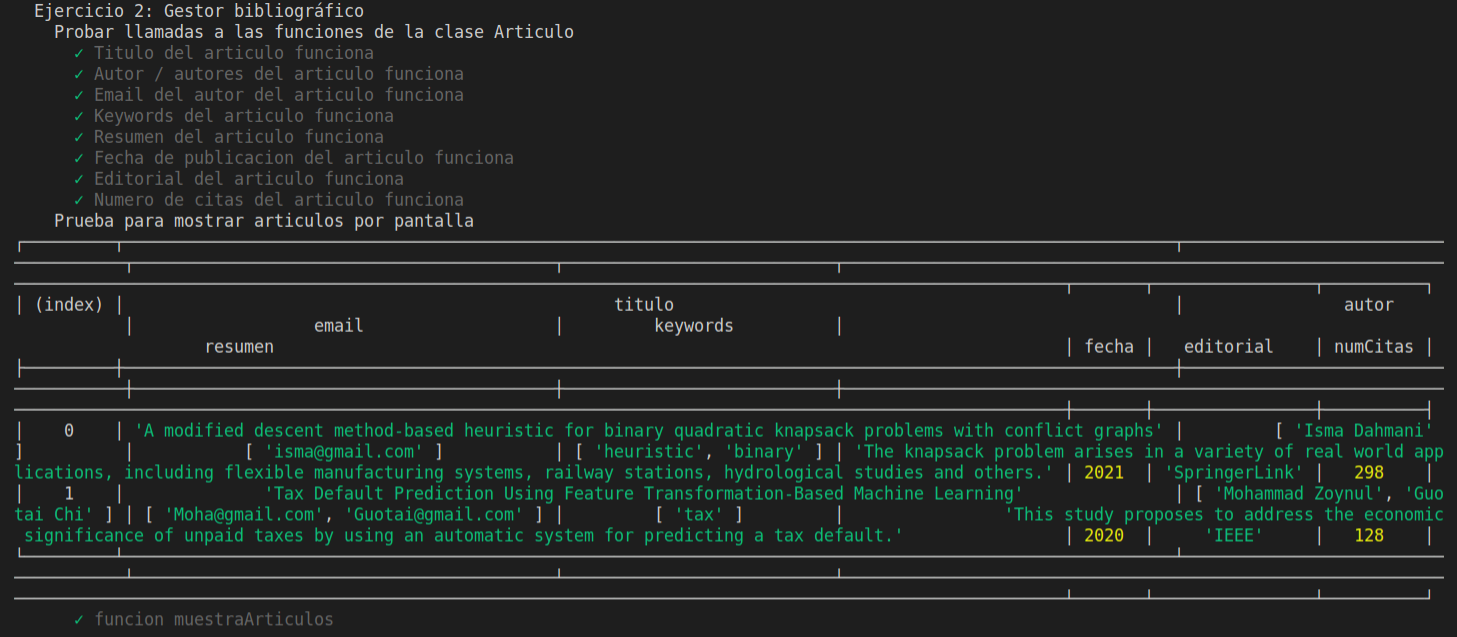 Ejercicio 2: Gestor bibliográfico
Probar llamadas a las funciones de la clase Articulo
✓ Titulo del articulo funciona
✓ Autor / autores del articulo funciona
✓ Email del autor del articulo funciona
✓ Keywords del articulo funciona
✓ Resumen del articulo funciona
✓ Fecha de publicacion del articulo funciona
✓ Editorial del articulo funciona
✓ Numero de citas del articulo funciona
Prueba para mostrar articulos por pantalla
│ (index) │ titulo │ autor
│ email │ keywords │
resumen │ fecha │ editorial │ numCitas │
│ 0 │ 'A modified descent method-based heuristic for binary quadratic knapsack problems with conflict graphs' │ [ 'Isma Dahmani'
] │ [ 'isma@gmail.com' ] │ [ 'heuristic', 'binary' ] │ 'The knapsack problem arises in a variety of real world app
lications, including flexible manufacturing systems, railway stations, hydrological studies and others.' │ 2021 │ 'SpringerLink' │ 298 │
│ 1 │ 'Tax Default Prediction Using Feature Transformation-Based Machine Learning' │ [ 'Mohammad Zoynul', 'Guo
tai Chi' ] │ [ 'Moha@gmail.com', 'Guotai@gmail.com' ] │ [ 'tax' ] │ 'This study proposes to address the economic
significance of unpaid taxes by using an automatic system for predicting a tax default.' │ 2020 │ 'IEEE' │ 128 │
✓ funcion muestraArticulos